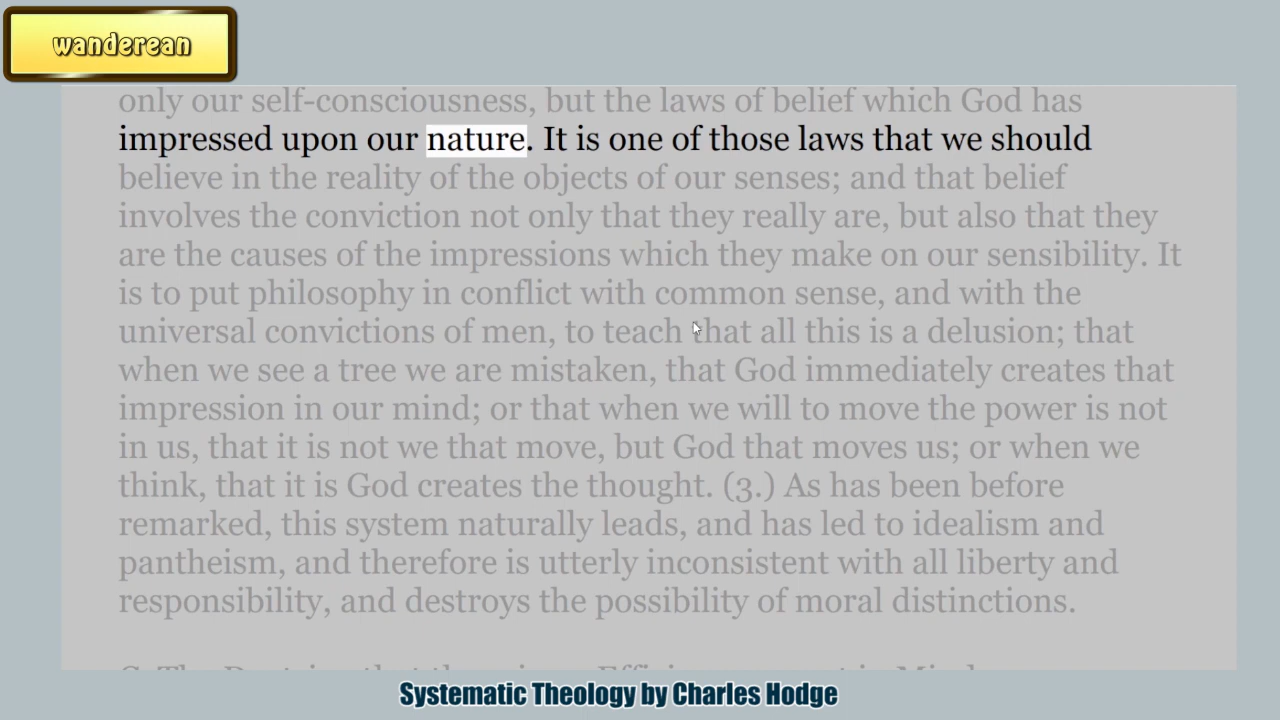 wanderean
only our self-consciousness, but the laws of belief which God has
impressed upon our nature. It is one of those laws that we should
believe in the reality of the objects of our senses; and that belief
involves the conviction not only that they really are, but also that they
are the causes of the impressions which they make on our sensibility. It
is to put philosophy in conflict with common sense, and with the
universal convictions of men, to teach that all this is a delusion; that
when we see a tree we are mistaken, that God immediately creates that
impression in our mind; or that when we will to move the power is not
in us, that it is not we that move, but God that moves us; or when we
think, that it is God creates the thought. (3.) As has been before
remarked, this system naturally leads, and has led to idealism and
pantheism, and therefore is utterly inconsistent with all liberty and
responsibility, and destroys the possibility of moral distinctions.
Systematic Theology by Charles Hodge